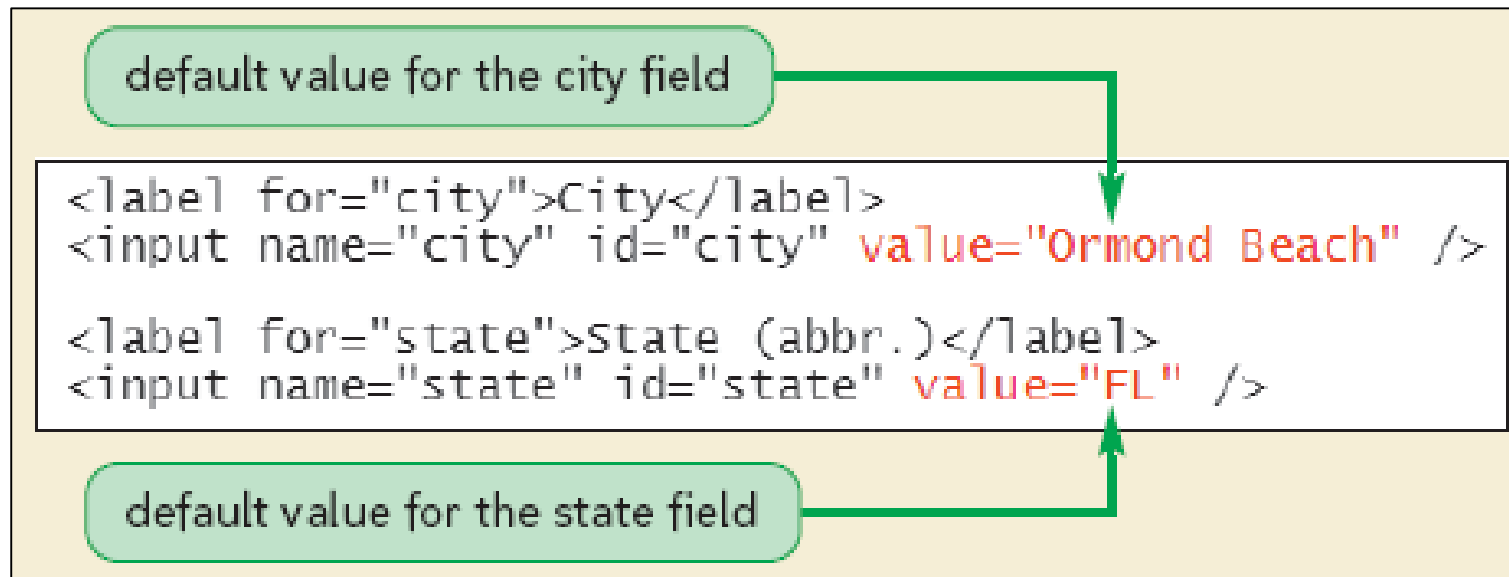 default value for the city field
<label for="city">City</label>
<input name="city" id="city" value="Ormond Beach" />
<label for="state">State (abbr.)</label>
<input name="state" id="state" value="FL" />
default value for the state field